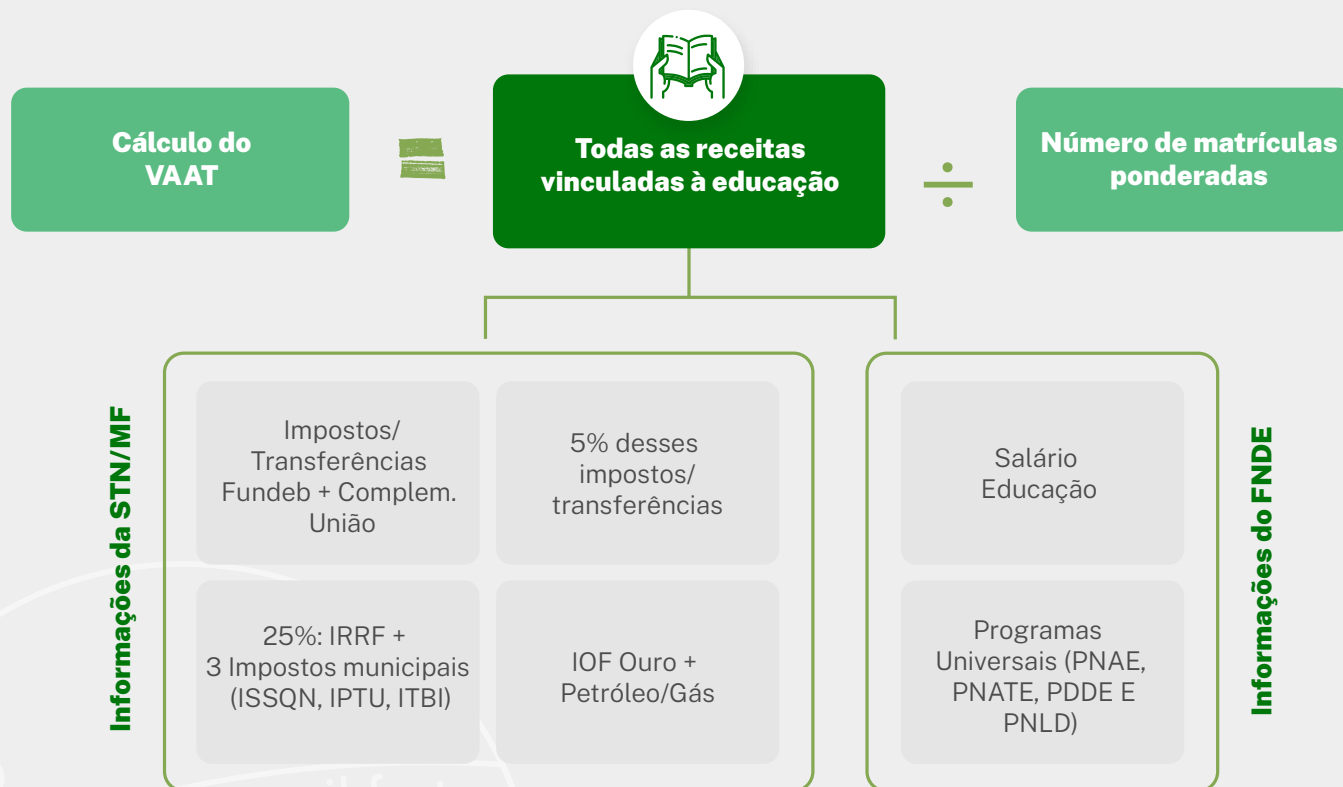 Cálculo do
VAAT
Todas as receitas
vinculadas à educação
÷
Número de matrículas
ponderadas
Informações da STN/MF
Impostos/
Transferências
Fundeb + Complem.
União
5% desses
impostos/
transferências
25%: IRRF +
3 Impostos municipais
(ISSQN, IPTU, ITBI)
IOF Ouro +
Petróleo/Gás
Salário
Educação
Programas
Universais (PNAE,
PNATE, PDDE E
PNLD)
Informações do FNDE